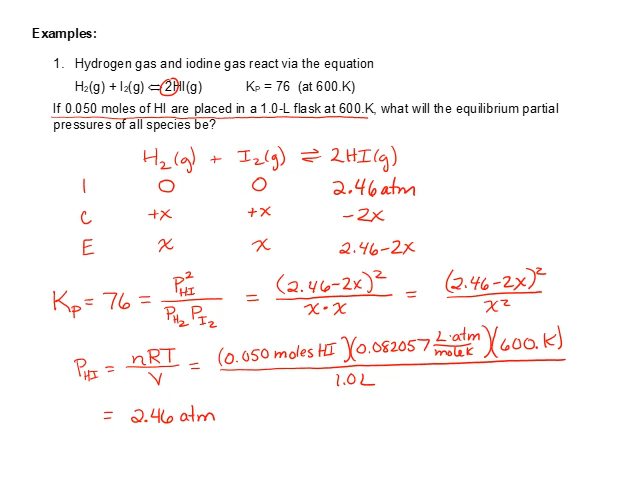 Examples:
1. Hydrogen gas and iodine gas react via the equation
H₂(g) + I₂(g) ⇌ 2HI(g) Kₚ = 76 (at 600.K)
If 0.050 moles of HI are placed in a 1.0-L flask at 600.K, what will the equilibrium partial
pressures of all species be?
H₂(g) + I₂(g) ⇌ 2HI(g)
I 0 0 2.46 atm
C +x +x -2x
E x x 2.46-2x
Kₚ = 76 = P_HI² / P_H₂ P_I₂ = (2.46-2x)² / x·x = (2.46-2x)² / x²
P_HI = nRT / V = (0.050 moles HI)(0.082057 L·atm / mole K)(600. K) / 1.0 L
= 2.46 atm